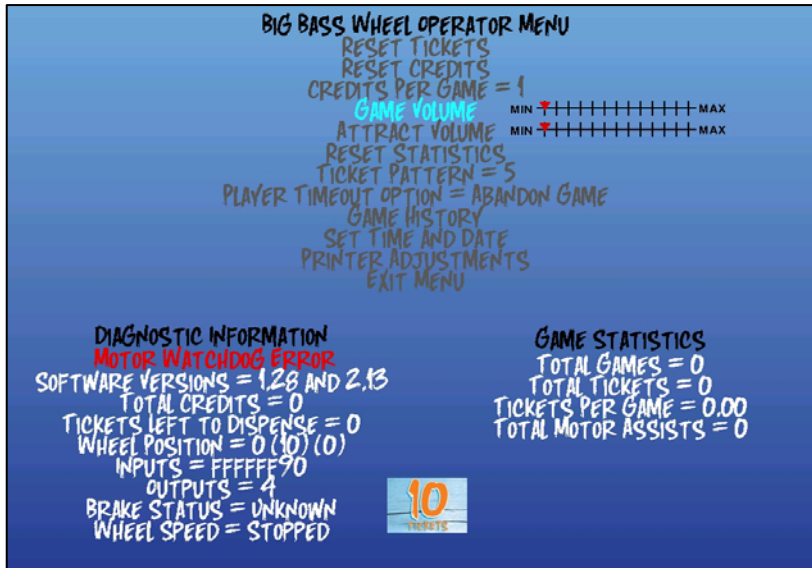 BIG BASS WHEEL OPERATOR MENU
RESET TICKETS
RESET CREDITS
CREDITS PER GAME = 1
GAME VOLUME MIN MAX
ATTRACT VOLUME MIN MAX
RESET STATISTICS
TICKET PATTERN = 5
PLAYER TIMEOUT OPTION = ABANDON GAME
GAME HISTORY
SET TIME AND DATE
PRINTER ADJUSTMENTS
EXIT MENU
DIAGNOSTIC INFORMATION
MOTOR WATCHDOG ERROR
SOFTWARE VERSIONS = 1.28 AND 2.13
TOTAL CREDITS = 0
TICKETS LEFT TO DISPENSE = 0
WHEEL POSITION = 0 (10) (0)
INPUTS = FFFFFF90
OUTPUTS = 4
BRAKE STATUS = UNKNOWN
WHEEL SPEED = STOPPED
10
TICKETS
GAME STATISTICS
TOTAL GAMES = 0
TOTAL TICKETS = 0
TICKETS PER GAME = 0.00
TOTAL MOTOR ASSISTS = 0